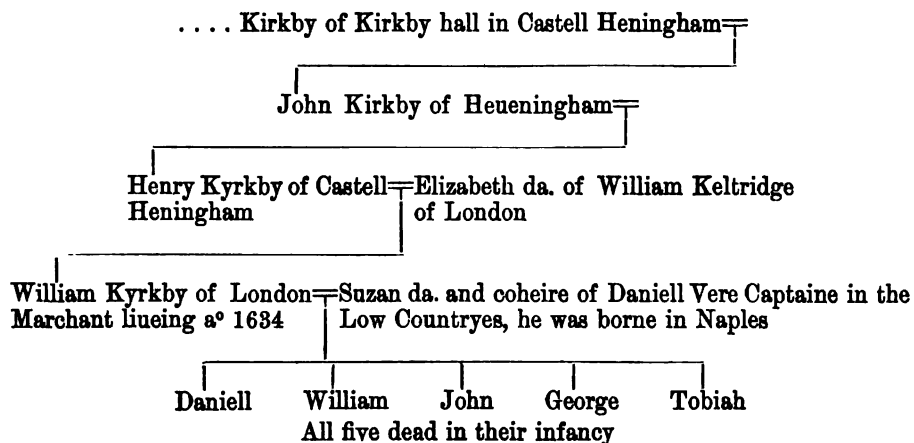 .... Kirkby of Kirkby hall in Castell Heningham=
John Kirkby of Heueningham=
Henry Kyrkby of Castell=Elizabeth da. of William Keltridge
Heningham of London
William Kyrkby of London=Suzan da. and coheire of Daniell Vere Captaine in the
Marchant liueing aº 1634 Low Countryes, he was borne in Naples
Daniell William John George Tobiah
All five dead in their infancy